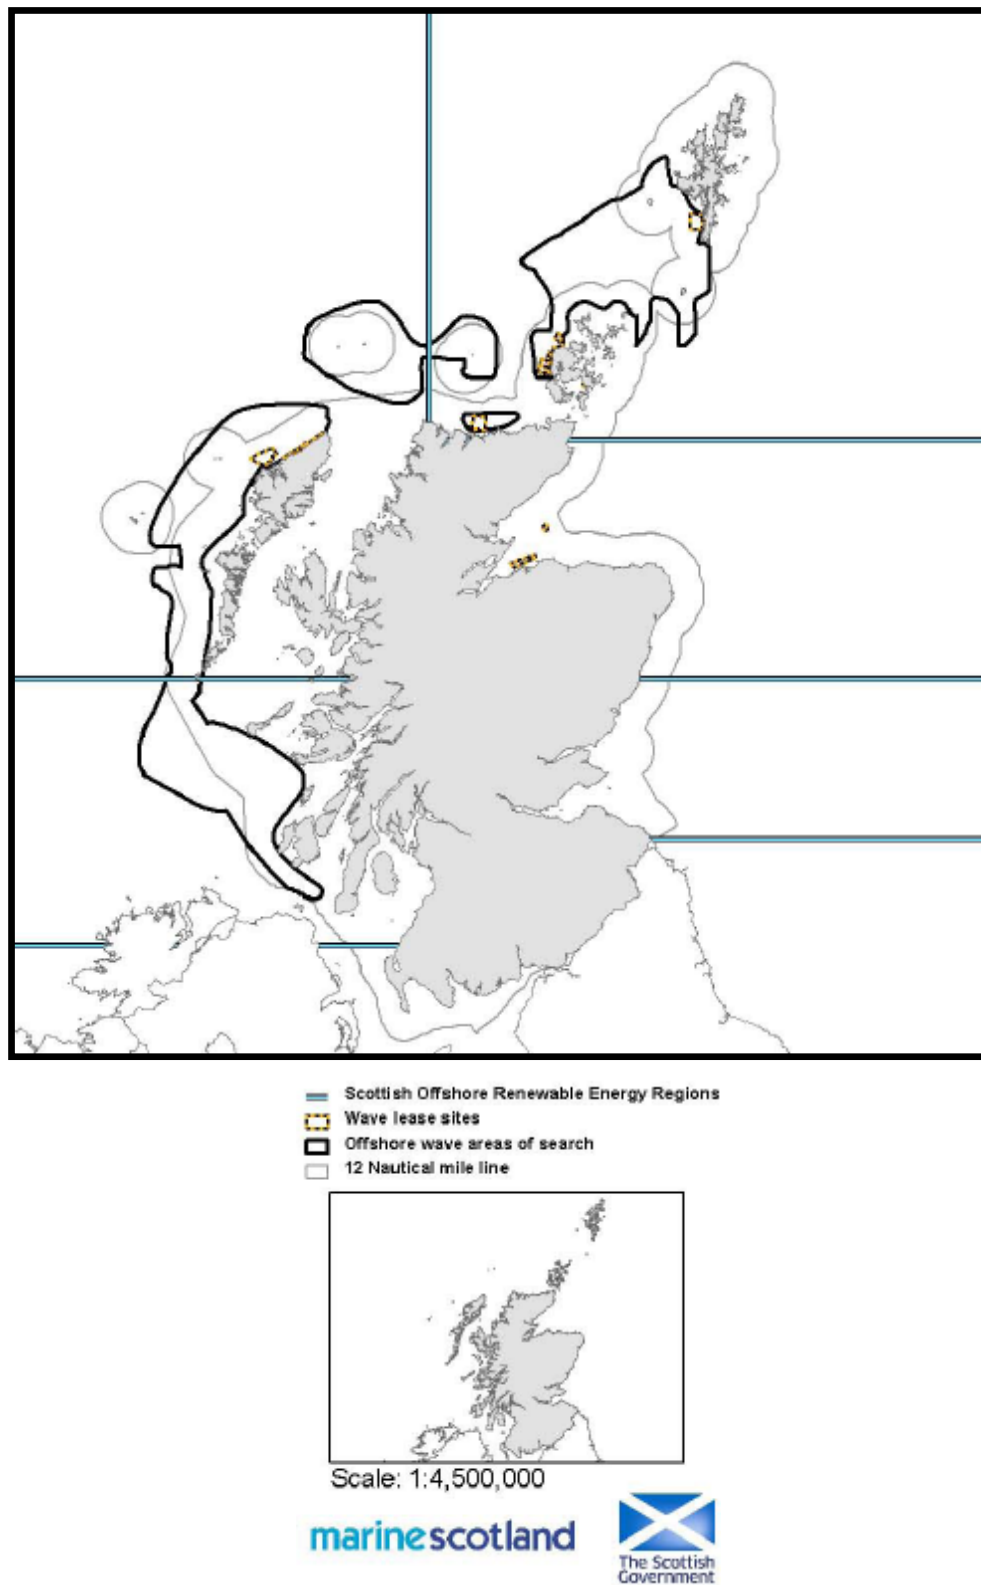 Scottish Offshore Renewable Energy Regions
Wave lease sites
Offshore wave areas of search
12 Nautical mile line
Scale: 1:4,500,000
marinescotland
The Scottish
Government